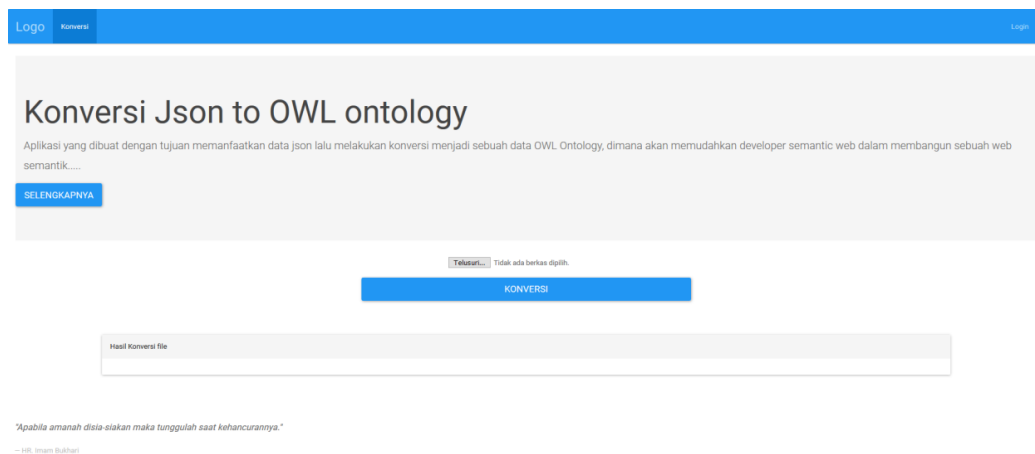 Logo Konversi Login
Konversi Json to OWL ontology
Aplikasi yang dibuat dengan tujuan memanfaatkan data json lalu melakukan konversi menjadi sebuah data OWL Ontology, dimana akan memudahkan developer semantic web dalam membangun sebuah web
semantik.....
SELENGKAPNYA
Telusuri... Tidak ada berkas dipilih.
KONVERSI
Hasil Konversi file
"Apabila amanah disia-siakan maka tunggulah saat kehancurannya."
— HR. Imam Bukhari